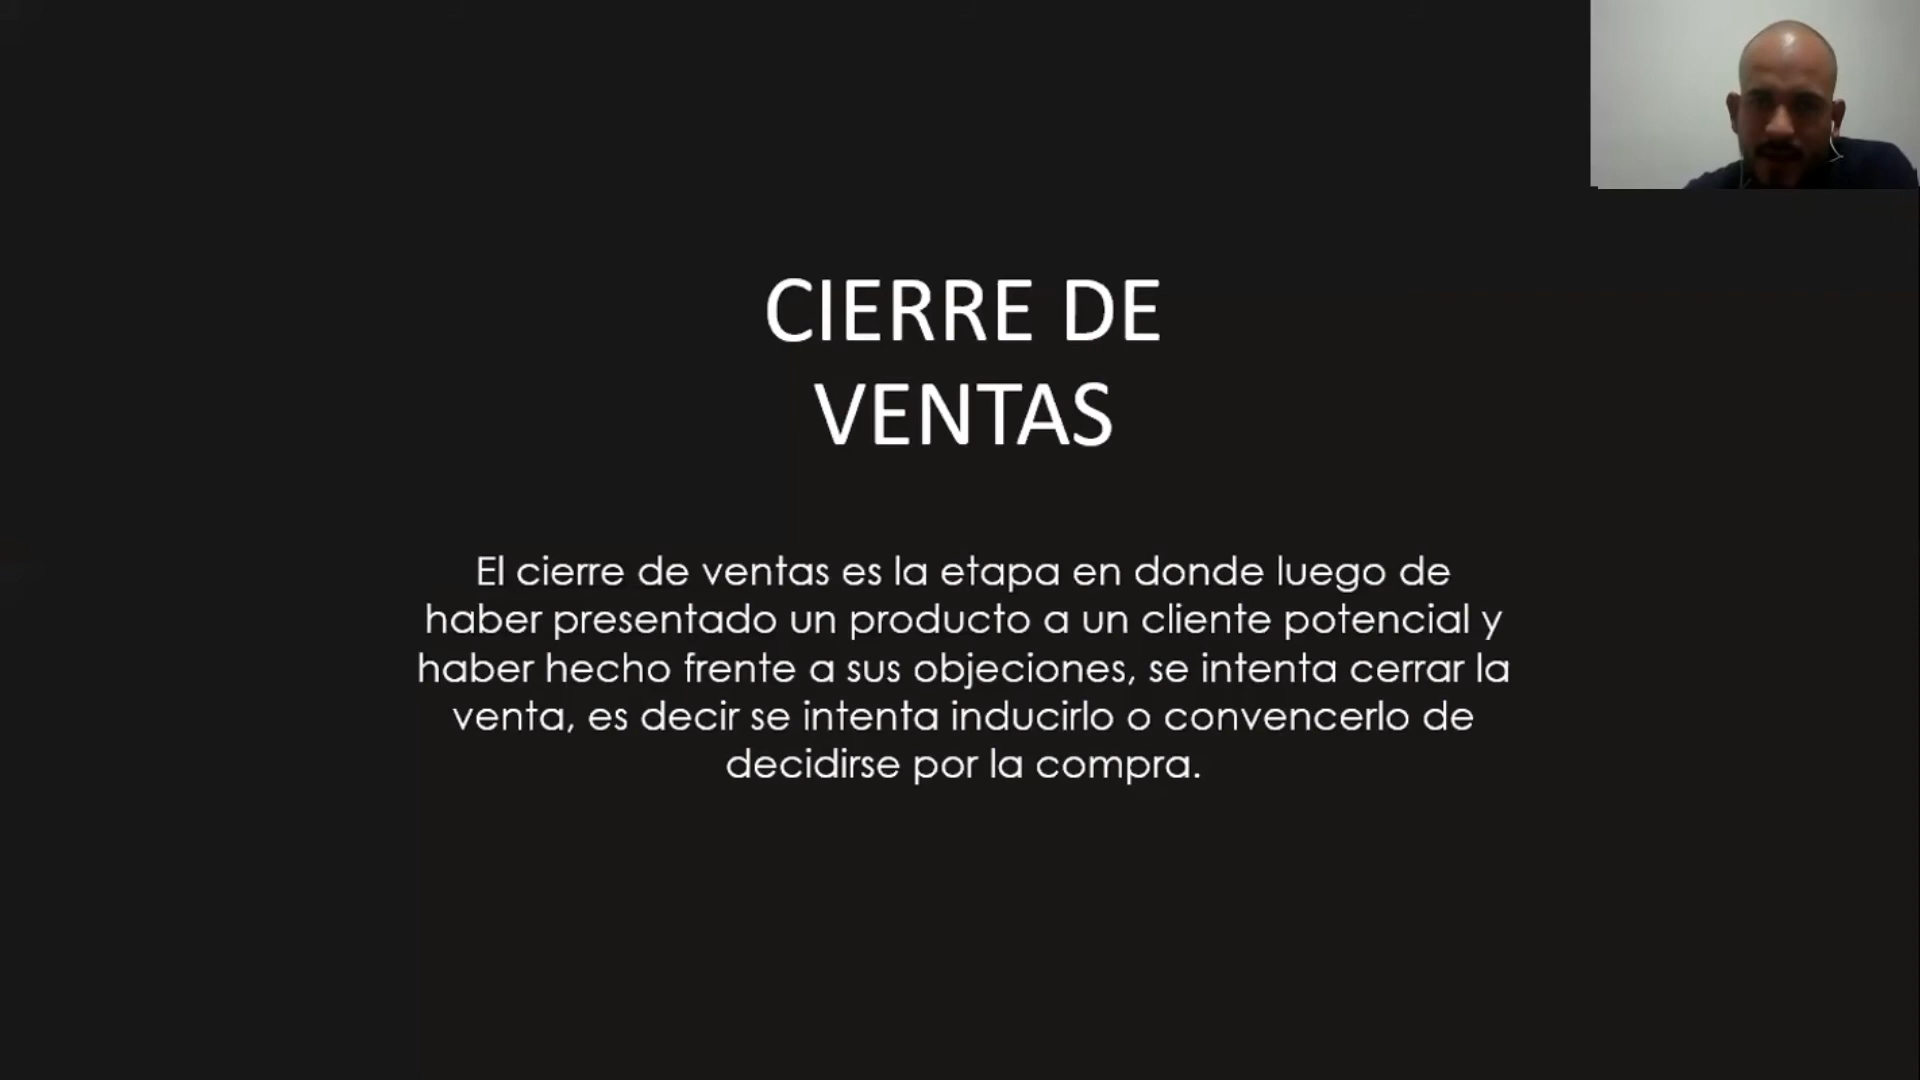 CIERRE DE
VENTAS
El cierre de ventas es la etapa en donde luego de
haber presentado un producto a un cliente potencial y
haber hecho frente a sus objeciones, se intenta cerrar la
venta, es decir se intenta inducirlo o convencerlo de
decidirse por la compra.